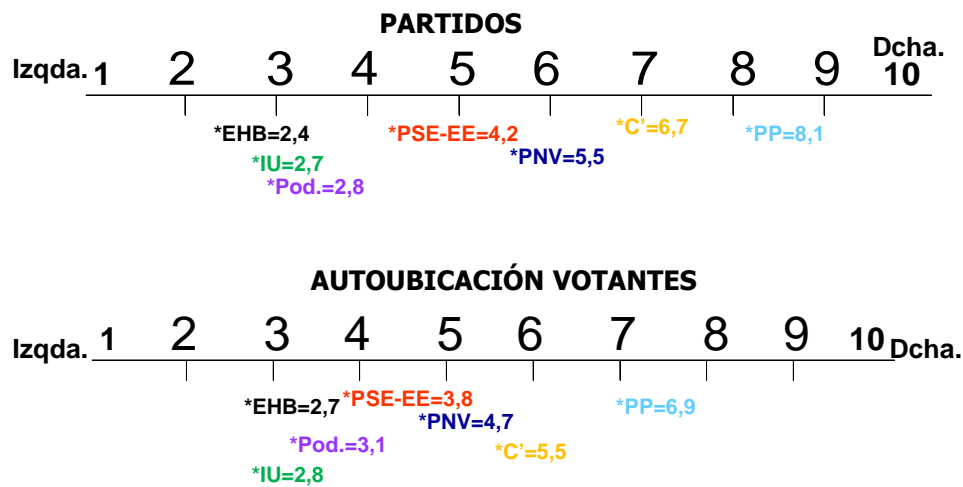 PARTIDOS
Izqda. 1 2 3 4 5 6 7 8 9 10 Dcha.
*EHB=2,4
*PSE-EE=4,2
*C’=6,7
*PP=8,1
*PNV=5,5
*IU=2,7
*Pod.=2,8
AUTOUBICACIÓN VOTANTES
Izqda. 1 2 3 4 5 6 7 8 9 10 Dcha.
*EHB=2,7
*PSE-EE=3,8
*PP=6,9
*PNV=4,7
*Pod.=3,1
*C’=5,5
*IU=2,8